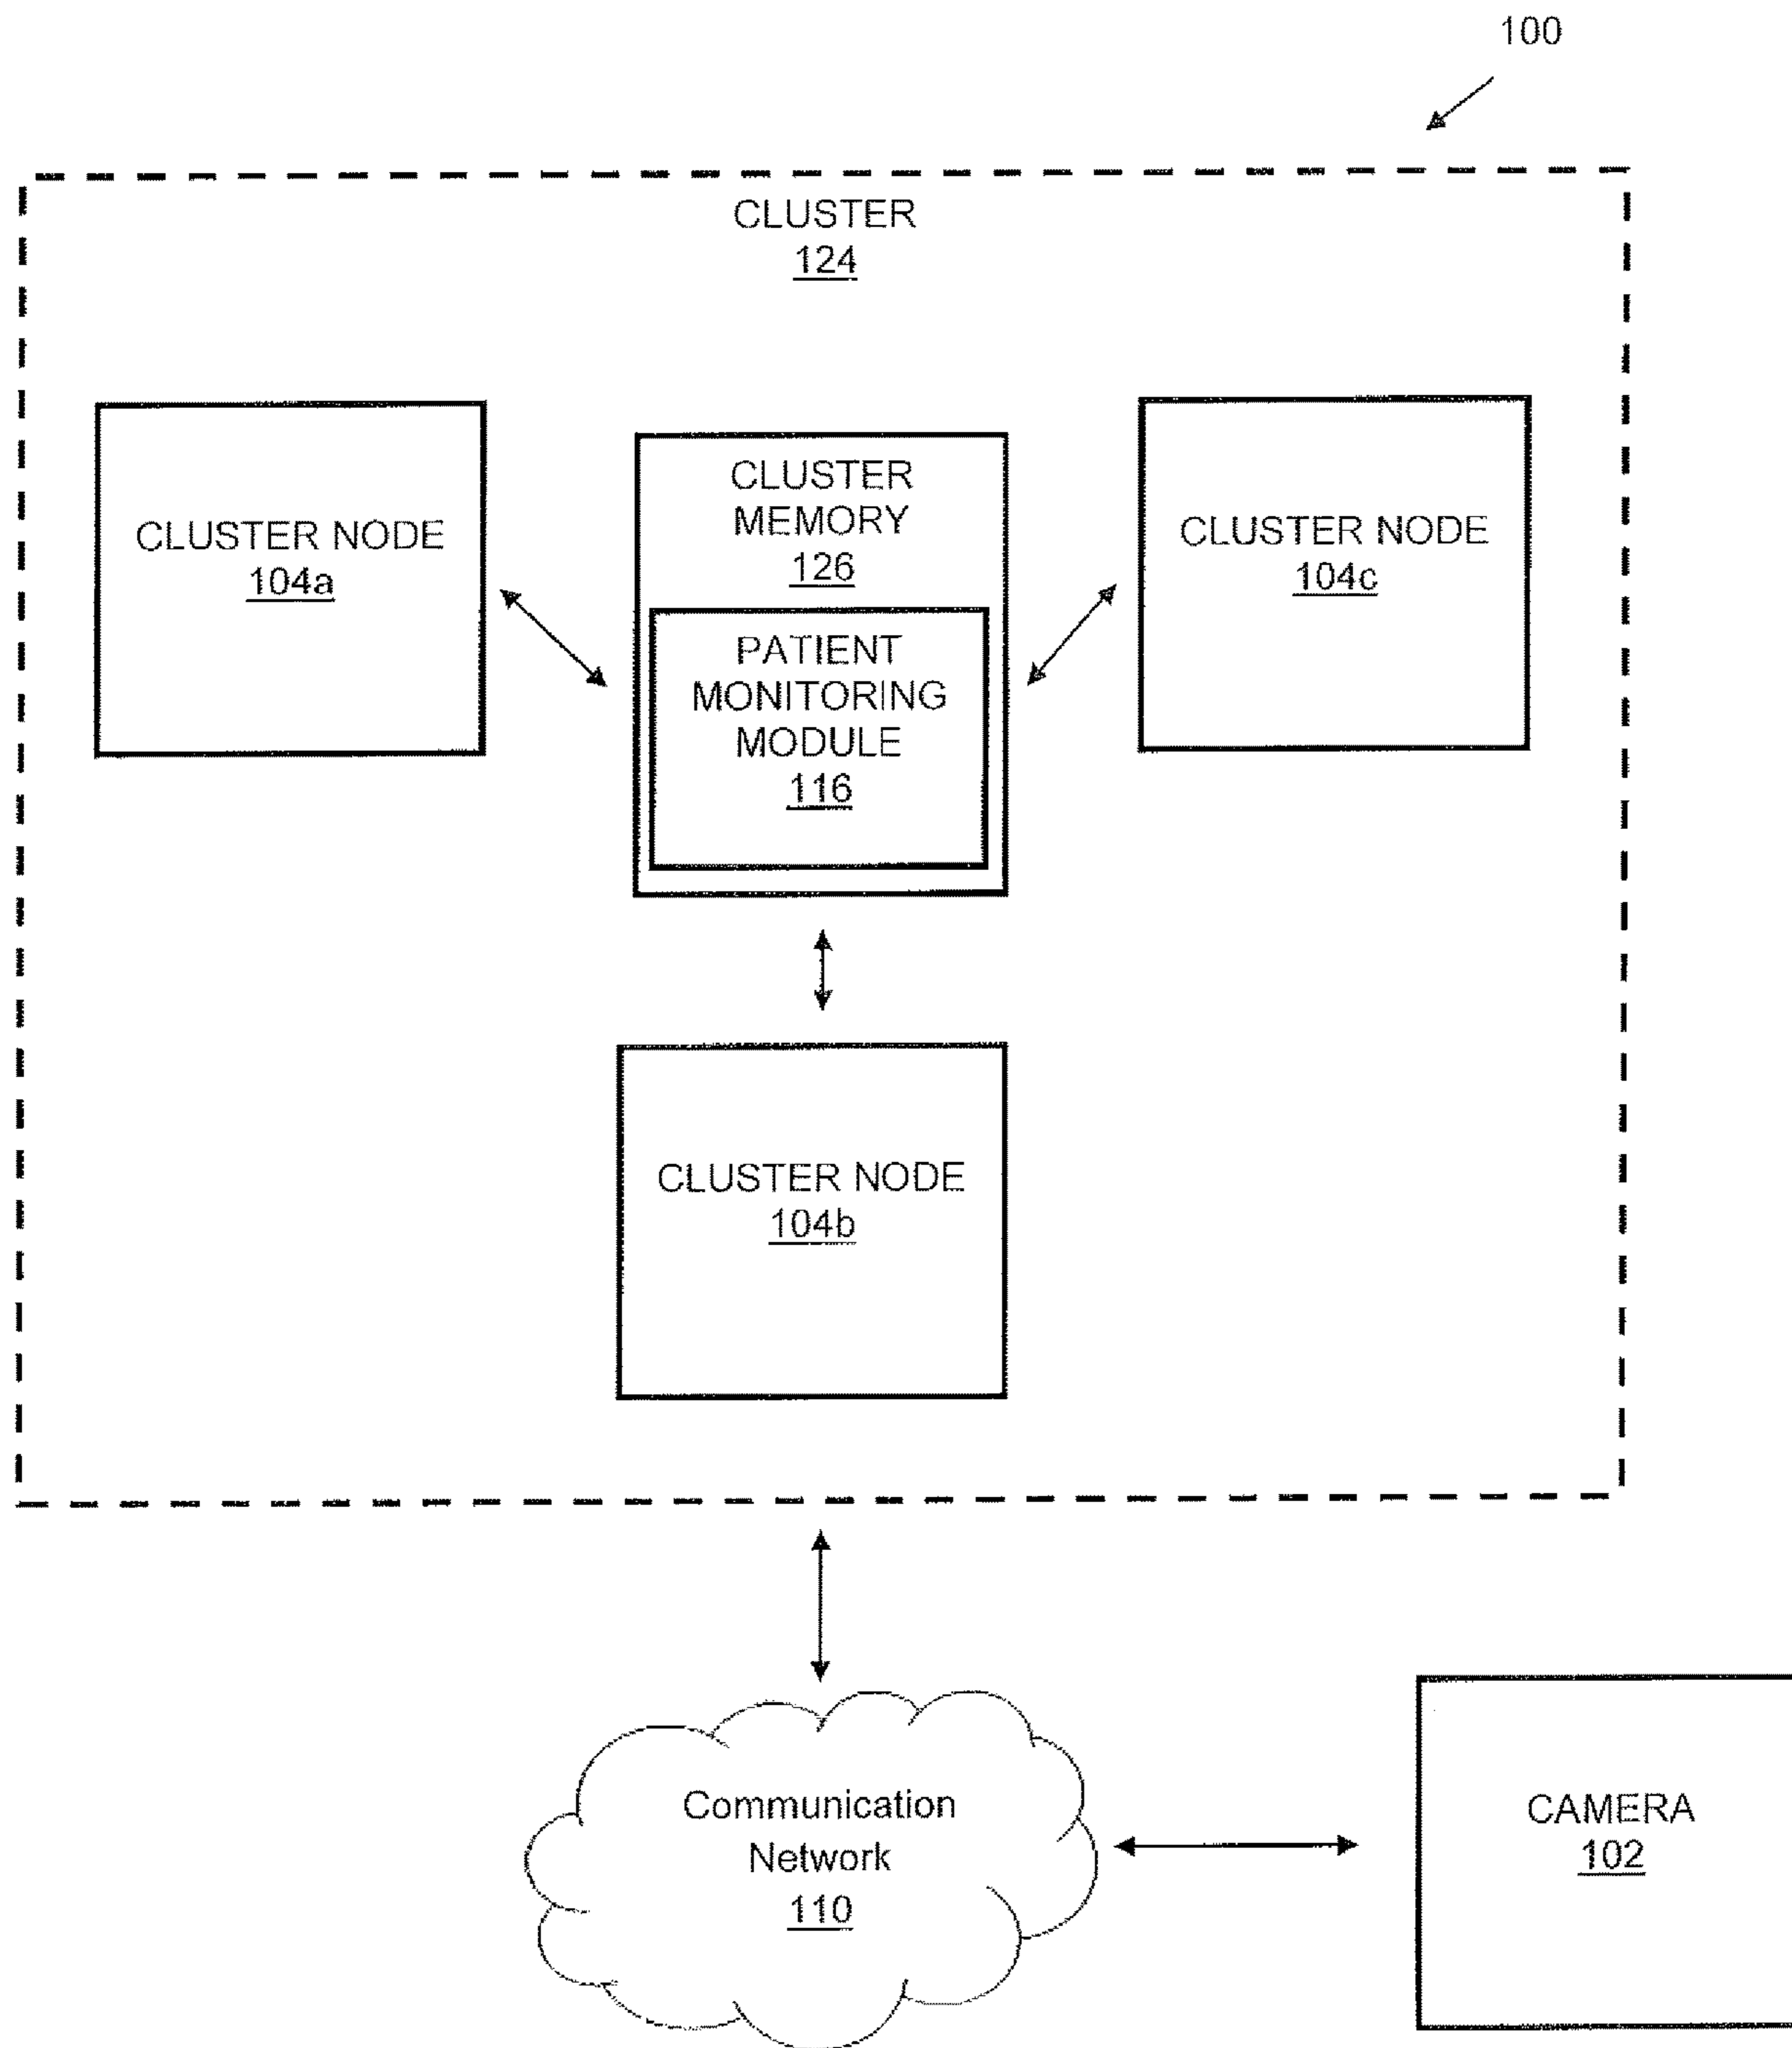 100
CLUSTER
124
CLUSTER NODE
104a
CLUSTER
MEMORY
126
PATIENT
MONITORING
MODULE
116
CLUSTER NODE
104c
CLUSTER NODE
104b
Communication
Network
110
CAMERA
102